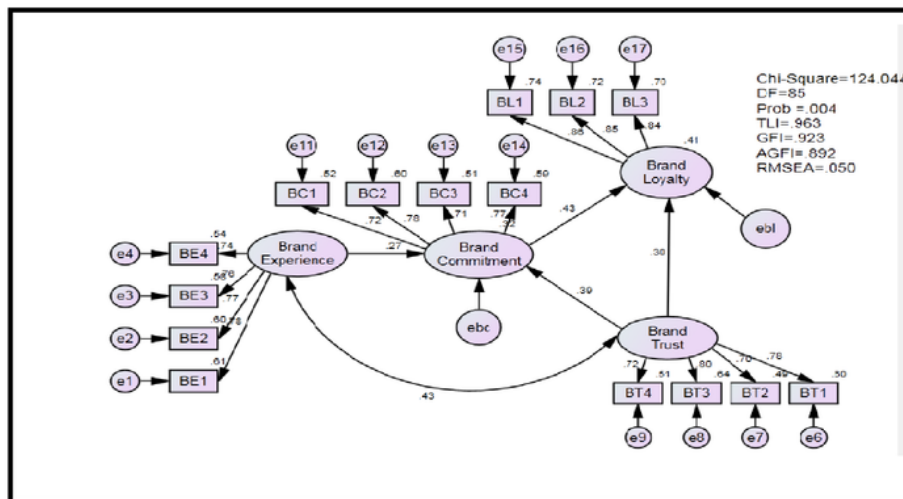 e15 e16 e17
.74 .72 .70
BL1 BL2 BL3
Chi-Square=124.044
DF=85
Prob =.004
TLI=.963
GFI=.923
AGFI=.892
RMSEA=.050
.86 .85 .84
.41
Brand
Loyalty
e11 e12 e13 e14
.52 .60 .51 .59
BC1 BC2 BC3 BC4
.72 .78 .71 .77
.43
ebl
.54
e4 BE4 .74
Brand
Experience
.27
Brand
Commitment
e3 BE3
.77
e2 BE2
.60
.61
e1 BE1
ebc
.39
Brand
Trust
.43
.72 .80 .70 .78
.51 .64 .49
BT4 BT3 BT2 BT1
e9 e8 e7 e6